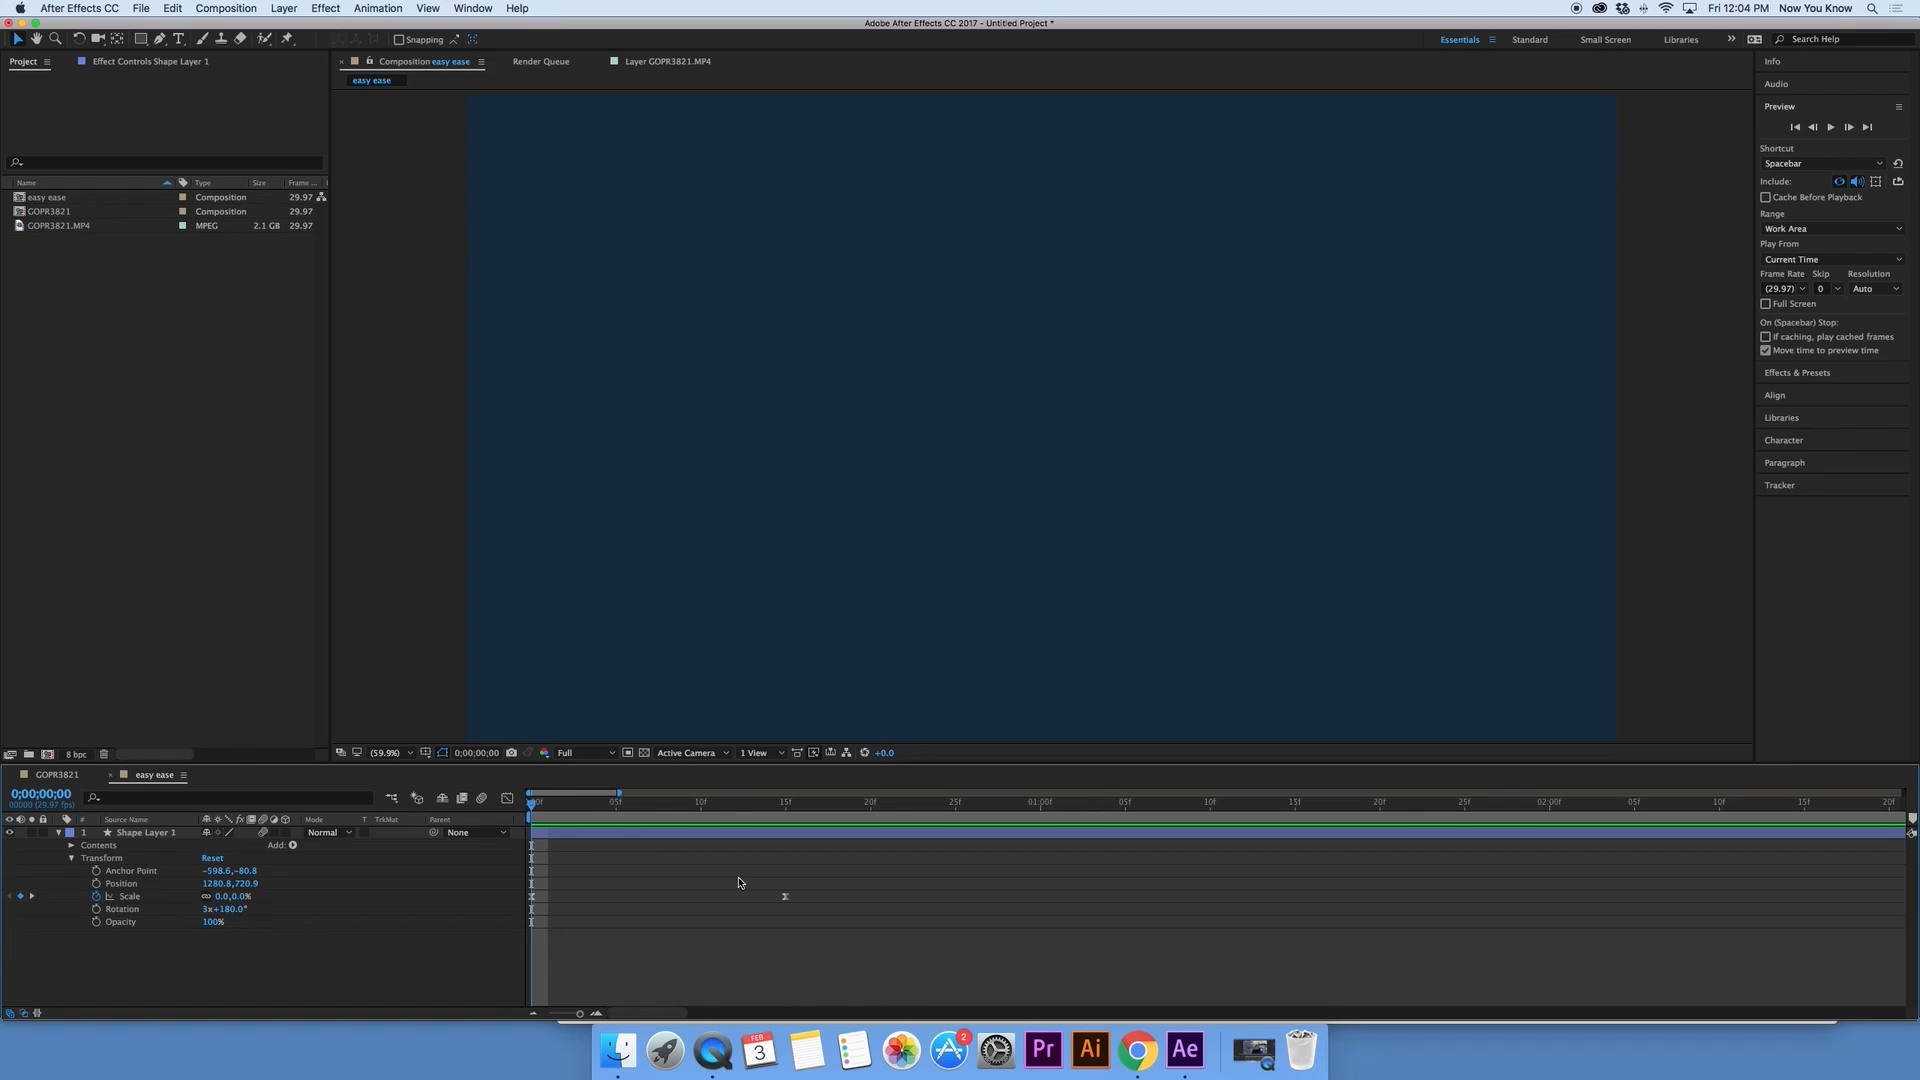 After Effects CC File Edit Composition Layer Effect Animation View Window Help Fri 12:04 PM Now You Know
Adobe After Effects CC 2017 - Untitled Project *
Snapping Essentials Standard Small Screen Libraries Search Help
Project Effect Controls Shape Layer 1 Composition easy ease Render Queue Layer GOPR3821.MP4 Info
easy ease
Audio
Preview
Shortcut
Spacebar
Include:
Cache Before Playback
Range
Work Area
Play From
Current Time
Frame Rate Skip Resolution
(29.97) 0 Auto
Full Screen
On (Spacebar) Stop:
If caching, play cached frames
Move time to preview time
Effects & Presets
Align
Libraries
Character
Paragraph
Tracker
Name Type Size Frame ...
easy ease Composition 29.97
GOPR3821 Composition 29.97
GOPR3821.MP4 MPEG 2.1 GB 29.97
8 bpc (59.9%) 0;00;00;00 Full Active Camera 1 View +0.0
GOPR3821 easy ease
0;00;00;00
00000 (29.97 fps)
05f 10f 15f 20f 25f 01:00f 05f 10f 15f 20f 25f 02:00f 05f 10f 15f 20f
# Source Name Mode T TrkMat Parent
1 Shape Layer 1 Normal None
Contents Add:
Transform Reset
Anchor Point -598.6,-80.8
Position 1280.8,720.9
Scale 0.0,0.0%
Rotation 3x+180.0°
Opacity 100%
FEB
3
2
Pr Ai Ae